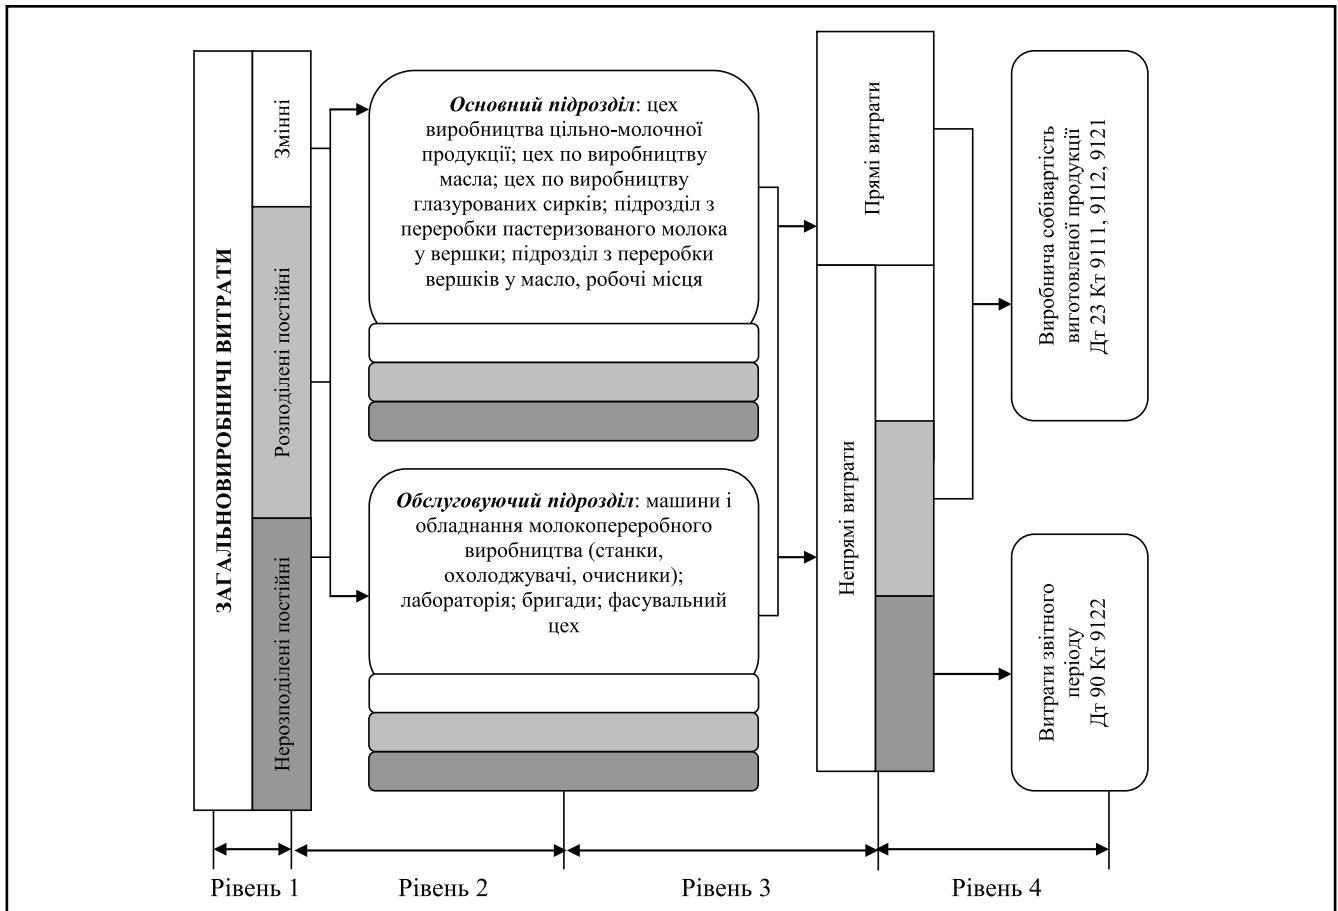 ЗАГАЛЬНОВИРОБНИЧІ ВИТРАТИ
Змінні
Розподілені постійні
Нерозподілені постійні
Основний підрозділ: цех
виробництва цільно-молочної
продукції; цех по виробництву
масла; цех по виробництву
глазурованих сирків; підрозділ з
переробки пастеризованого молока
у вершки; підрозділ з переробки
вершків у масло, робочі місця
Обслуговуючий підрозділ: машини і
обладнання молокопереробного
виробництва (станки,
охолоджувачі, очисники);
лабораторія; бригади; фасувальний
цех
Прямі витрати
Непрямі витрати
Виробнича собівартість
виготовленої продукції
Дт 23 Кт 9111, 9112, 9121
Витрати звітного
періоду
Дт 90 Кт 9122
Рівень 1
Рівень 2
Рівень 3
Рівень 4